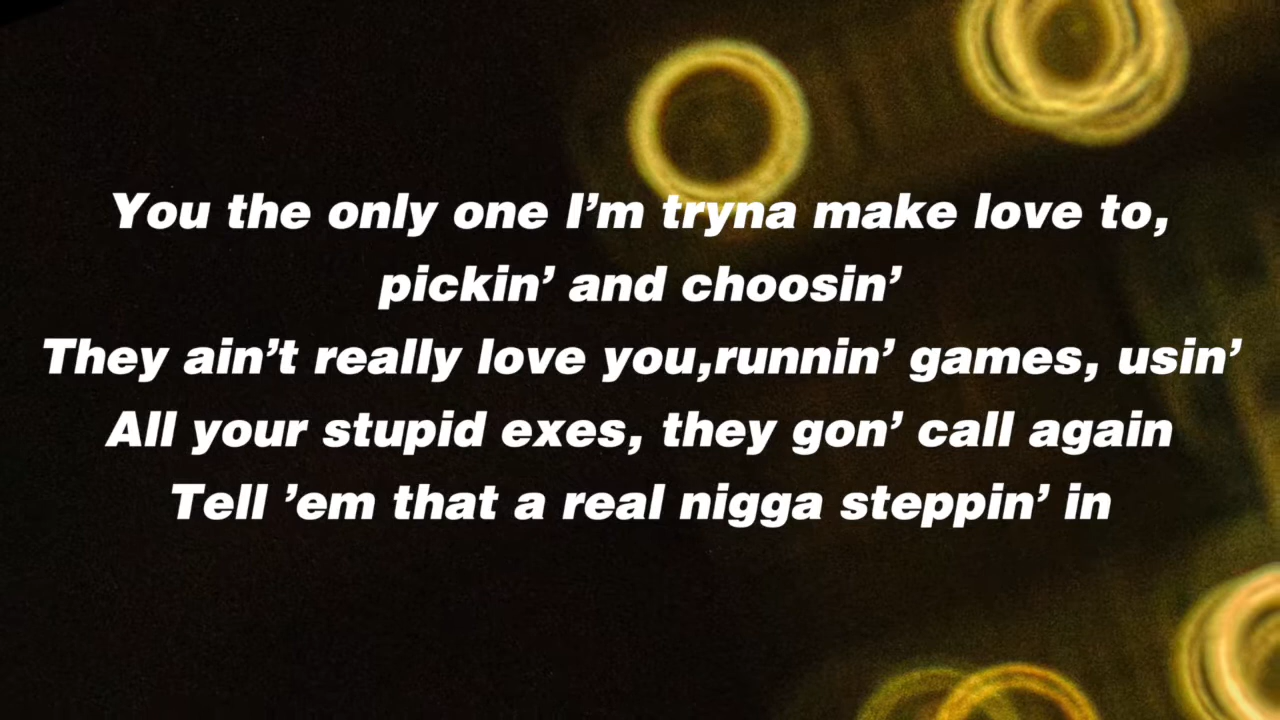 You the only one I’m tryna make love to,
pickin’ and choosin’
They ain’t really love you,runnin’ games, usin’
All your stupid exes, they gon’ call again
Tell ’em that a real nigga steppin’ in